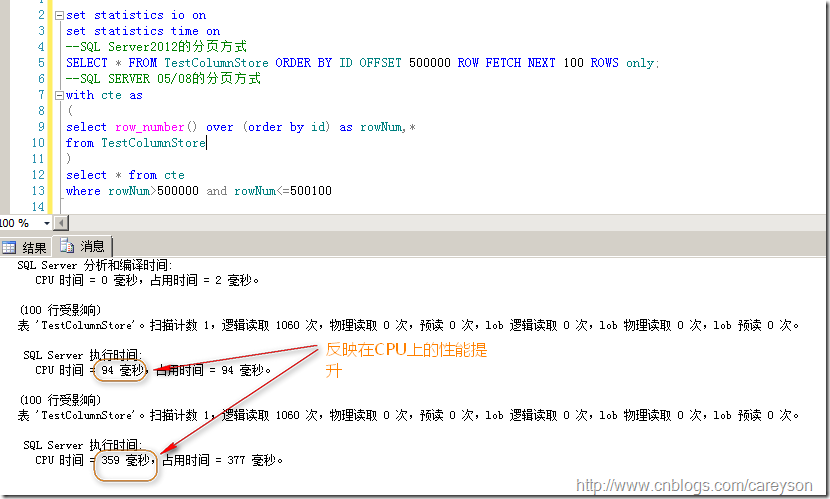 2 set statistics io on
3 set statistics time on
4 --SQL Server2012的分页方式
5 SELECT * FROM TestColumnStore ORDER BY ID OFFSET 500000 ROW FETCH NEXT 100 ROWS only;
6 --SQL SERVER 05/08的分页方式
7 with cte as
8 (
9 select row_number() over (order by id) as rowNum,*
10 from TestColumnStore
11 )
12 select * from cte
13 where rowNum>500000 and rowNum<=500100
14
100 %
结果 消息
SQL Server 分析和编译时间:
CPU 时间 = 0 毫秒，占用时间 = 2 毫秒。
(100 行受影响)
表 'TestColumnStore'。扫描计数 1，逻辑读取 1060 次，物理读取 0 次，预读 0 次，lob 逻辑读取 0 次，lob 物理读取 0 次，lob 预读 0 次。
SQL Server 执行时间:
CPU 时间 = 94 毫秒，占用时间 = 94 毫秒。
反映在CPU上的性能提
升
(100 行受影响)
表 'TestColumnStore'。扫描计数 1，逻辑读取 1060 次，物理读取 0 次，预读 0 次，lob 逻辑读取 0 次，lob 物理读取 0 次，lob 预读 0 次。
SQL Server 执行时间:
CPU 时间 = 359 毫秒，占用时间 = 377 毫秒。
http://www.cnblogs.com/careyson